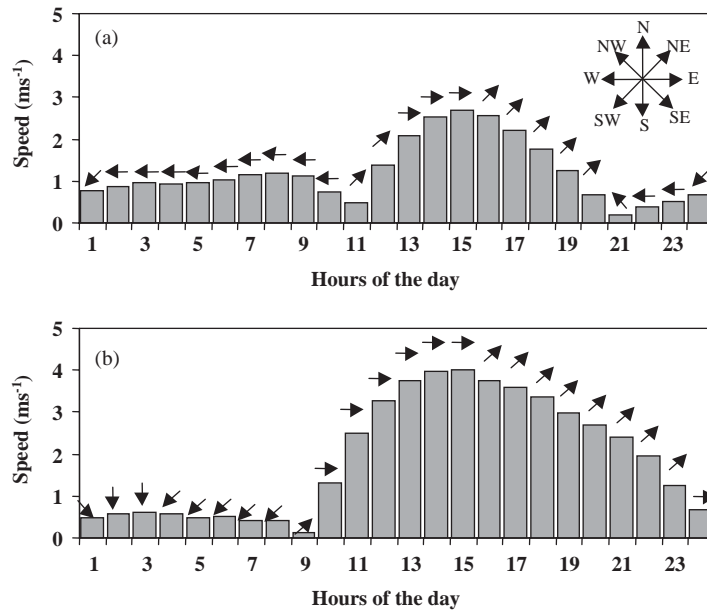 (a)
N
NW NE
W E
SW SE
S
5
4
3
2
1
0
Speed (ms-1)
1 3 5 7 9 11 13 15 17 19 21 23
Hours of the day
(b)
5
4
3
2
1
0
Speed (ms-1)
1 3 5 7 9 11 13 15 17 19 21 23
Hours of the day